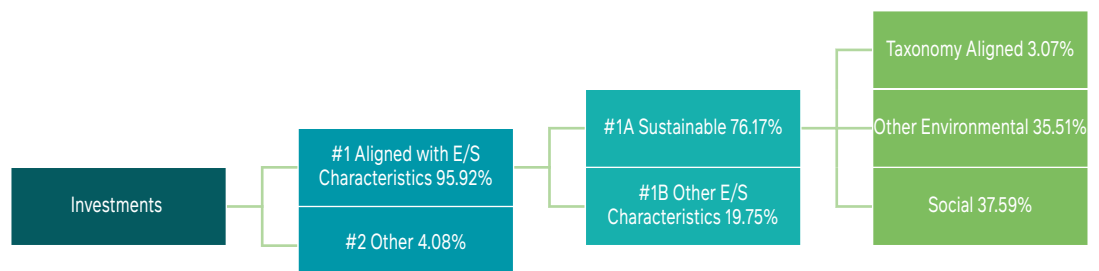 Investments
#1 Aligned with E/S
Characteristics 95.92%
#2 Other 4.08%
#1A Sustainable 76.17%
#1B Other E/S
Characteristics 19.75%
Taxonomy Aligned 3.07%
Other Environmental 35.51%
Social 37.59%